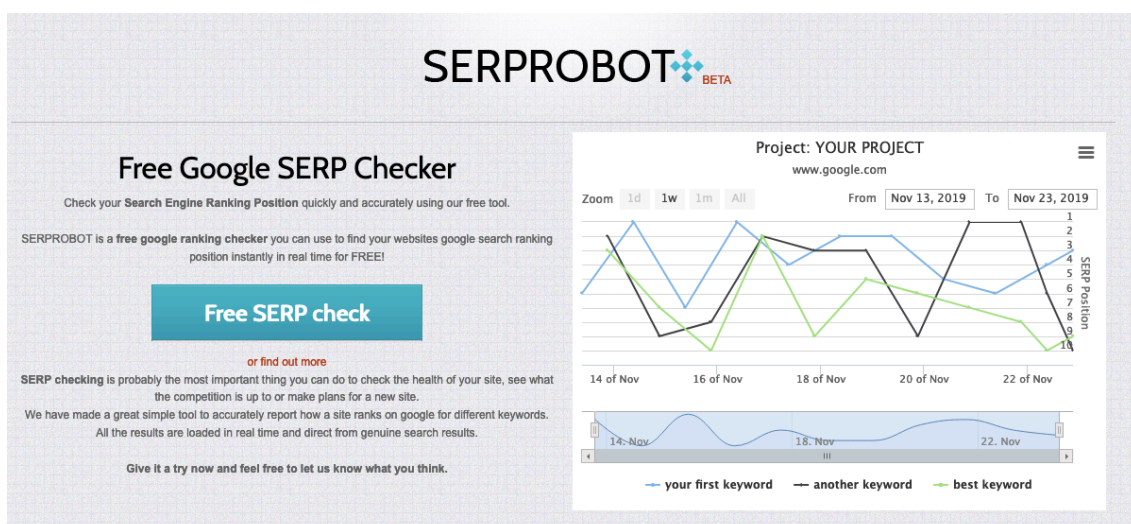 SERPROBOT
BETA
Free Google SERP Checker
Check your Search Engine Ranking Position quickly and accurately using our free tool.
SERPROBOT is a free google ranking checker you can use to find your websites google search ranking
position instantly in real time for FREE!
Free SERP check
or find out more
SERP checking is probably the most important thing you can do to check the health of your site, see what
the competition is up to or make plans for a new site.
We have made a great simple tool to accurately report how a site ranks on google for different keywords.
All the results are loaded in real time and direct from genuine search results.
Give it a try now and feel free to let us know what you think.
Project: YOUR PROJECT
www.google.com
Zoom 1d 1w 1m All From Nov 13, 2019 To Nov 23, 2019
1
2
3
4
5
6
7
8
9
10
SERP Position
14 of Nov 16 of Nov 18 of Nov 20 of Nov 22 of Nov
14. Nov 18. Nov 22. Nov
your first keyword another keyword best keyword